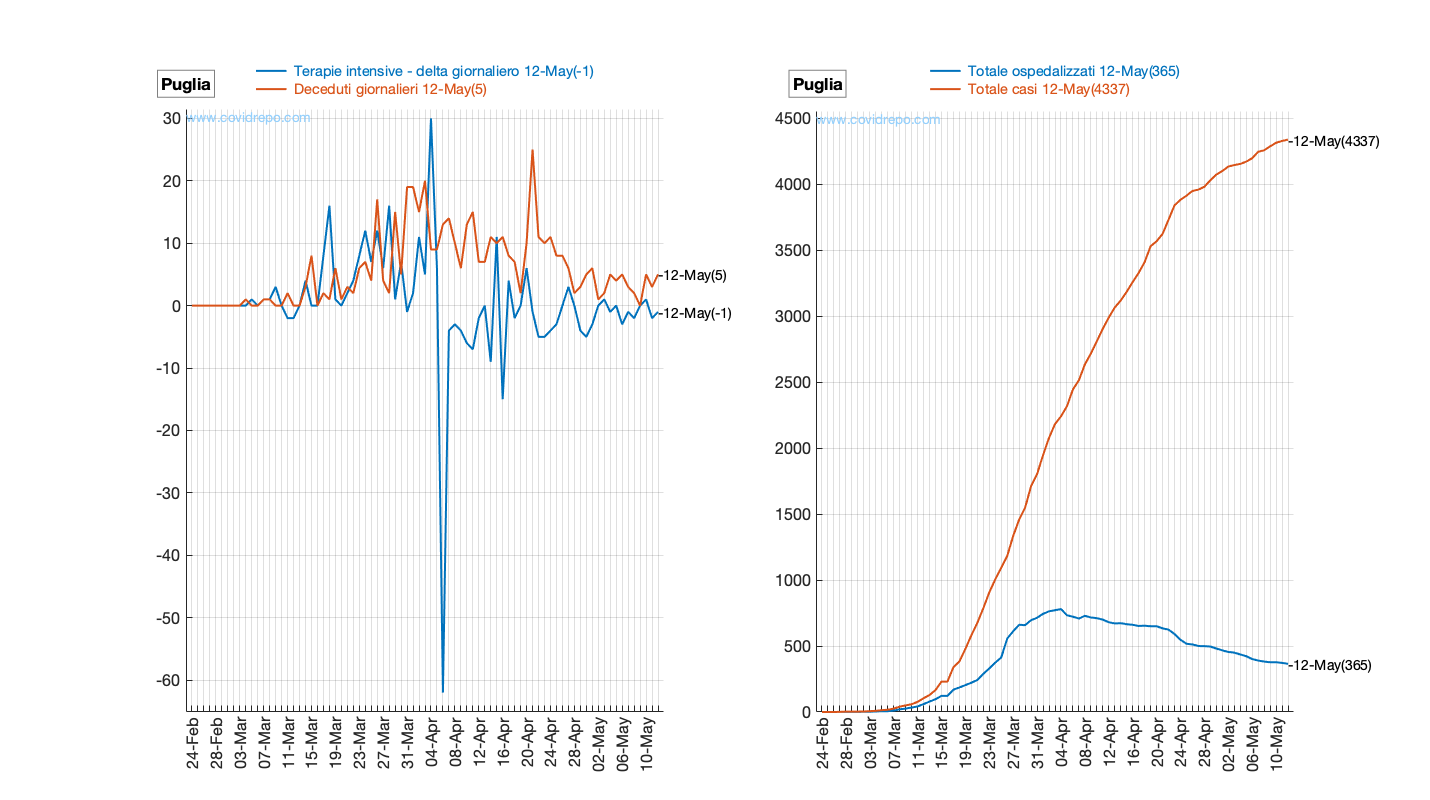 Puglia
Terapie intensive - delta giornaliero 12-May(-1)
Deceduti giornalieri 12-May(5)
www.covidrepo.com
30
20
10
0
-10
-20
-30
-40
-50
-60
12-May(5)
12-May(-1)
24-Feb
28-Feb
03-Mar
07-Mar
11-Mar
15-Mar
19-Mar
23-Mar
27-Mar
31-Mar
04-Apr
08-Apr
12-Apr
16-Apr
20-Apr
24-Apr
28-Apr
02-May
06-May
10-May
Puglia
Totale ospedalizzati 12-May(365)
Totale casi 12-May(4337)
www.covidrepo.com
4500
4000
3500
3000
2500
2000
1500
1000
500
0
12-May(4337)
12-May(365)
24-Feb
28-Feb
03-Mar
07-Mar
11-Mar
15-Mar
19-Mar
23-Mar
27-Mar
31-Mar
04-Apr
08-Apr
12-Apr
16-Apr
20-Apr
24-Apr
28-Apr
02-May
06-May
10-May